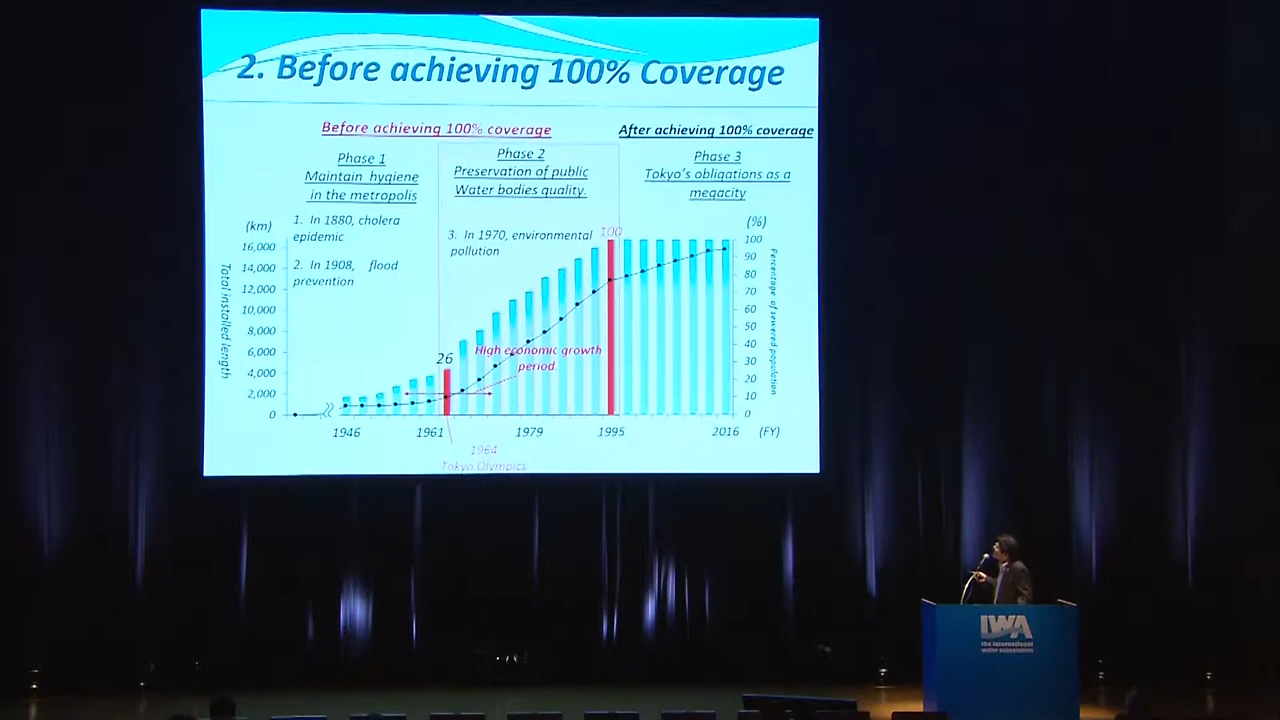 2. Before achieving 100% Coverage
Before achieving 100% coverage
After achieving 100% coverage
Phase 1
Maintain hygiene
in the metropolis
Phase 2
Preservation of public
Water bodies quality.
Phase 3
Tokyo's obligations as a
megacity
1. In 1880, cholera
epidemic
2. In 1908, flood
prevention
3. In 1970, environmental
pollution
(km)
16,000
14,000
12,000
10,000
8,000
6,000
4,000
2,000
0
Total installed length
26
100
High economic growth
period.
(%)
100
90
80
70
60
50
40
30
20
10
0
Percentage of sewered population
1946
1961
1979
1995
2016
(FY)
1964
Tokyo Olympics
IWA
the international
water association